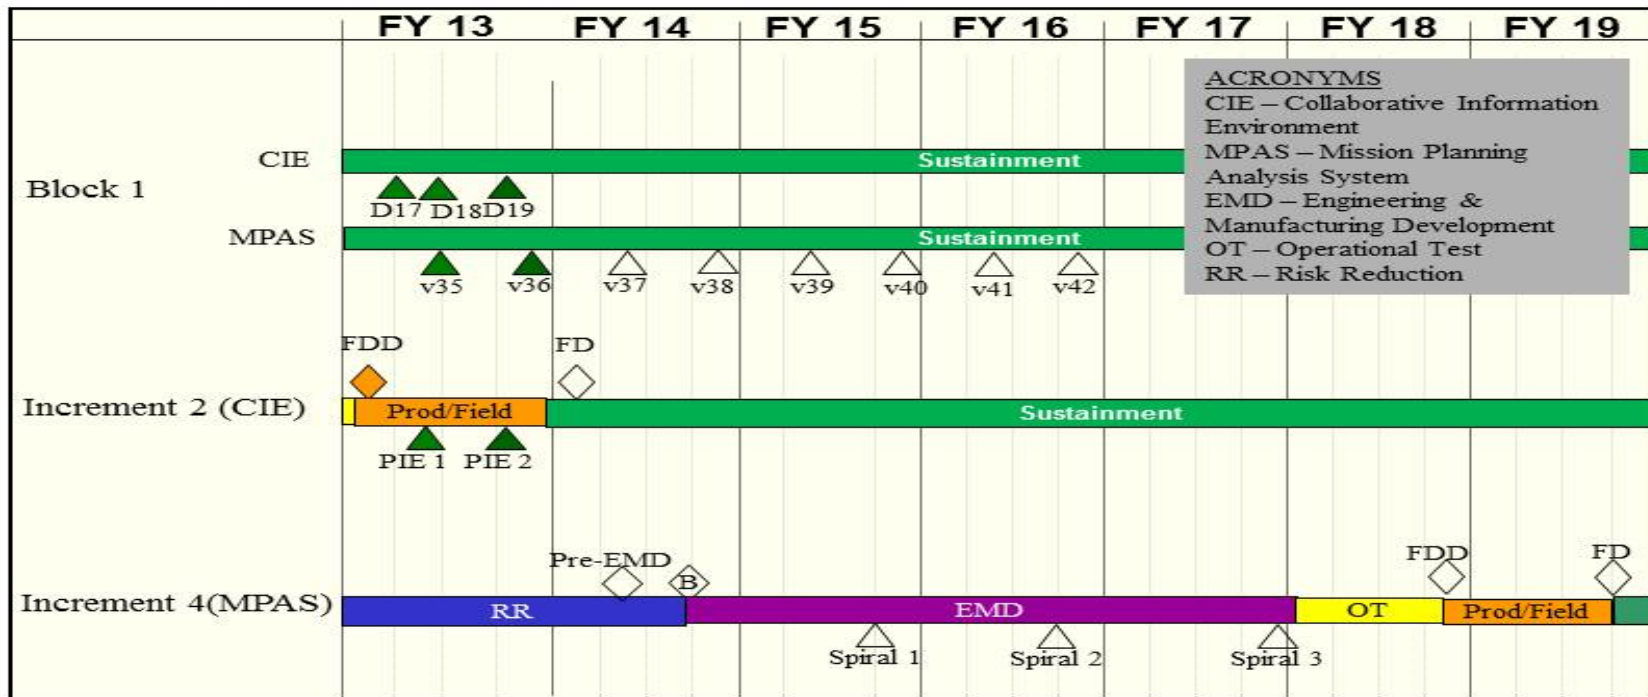 FY 13 FY 14 FY 15 FY 16 FY 17 FY 18 FY 19
ACRONYMS
CIE – Collaborative Information
Environment
MPAS – Mission Planning
Analysis System
EMD – Engineering &
Manufacturing Development
OT – Operational Test
RR – Risk Reduction
CIE Sustainment
Block 1
D17 D18 D19
MPAS Sustainment
v35 v36 v37 v38 v39 v40 v41 v42
FDD FD
Increment 2 (CIE) Prod/Field Sustainment
PIE 1 PIE 2
Pre-EMD B FDD FD
Increment 4(MPAS) RR EMD OT Prod/Field
Spiral 1 Spiral 2 Spiral 3